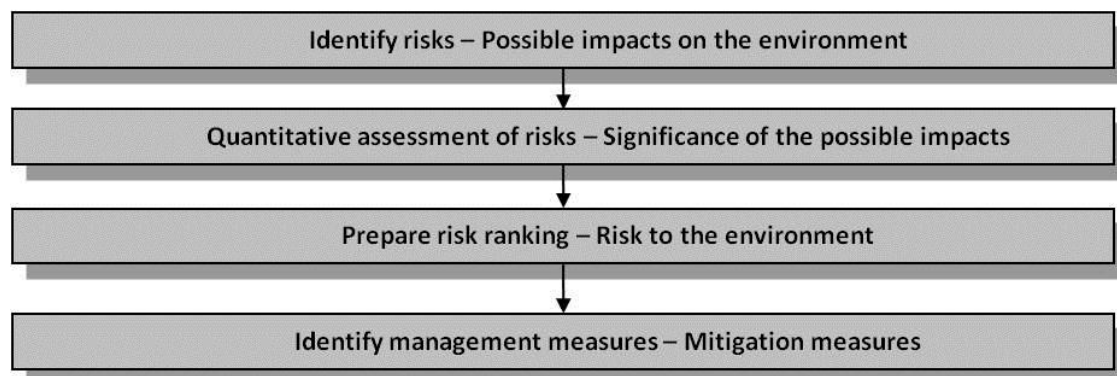 Identify risks – Possible impacts on the environment
Quantitative assessment of risks – Significance of the possible impacts
Prepare risk ranking – Risk to the environment
Identify management measures – Mitigation measures